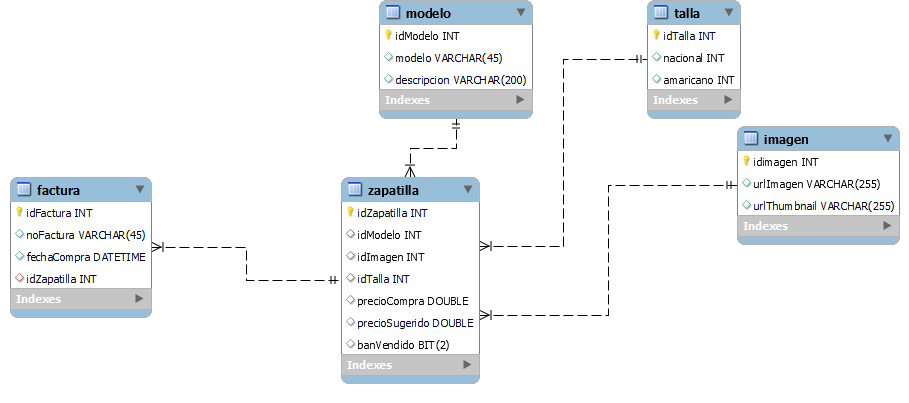 modelo
idModelo INT
modelo VARCHAR(45)
descripcion VARCHAR(200)
Indexes
talla
idTalla INT
nacional INT
amaricano INT
Indexes
imagen
idimagen INT
urlImagen VARCHAR(255)
urlThumbnail VARCHAR(255)
Indexes
factura
idFactura INT
noFactura VARCHAR(45)
fechaCompra DATETIME
idZapatilla INT
Indexes
zapatilla
idZapatilla INT
idModelo INT
idImagen INT
idTalla INT
precioCompra DOUBLE
precioSugerido DOUBLE
banVendido BIT(2)
Indexes